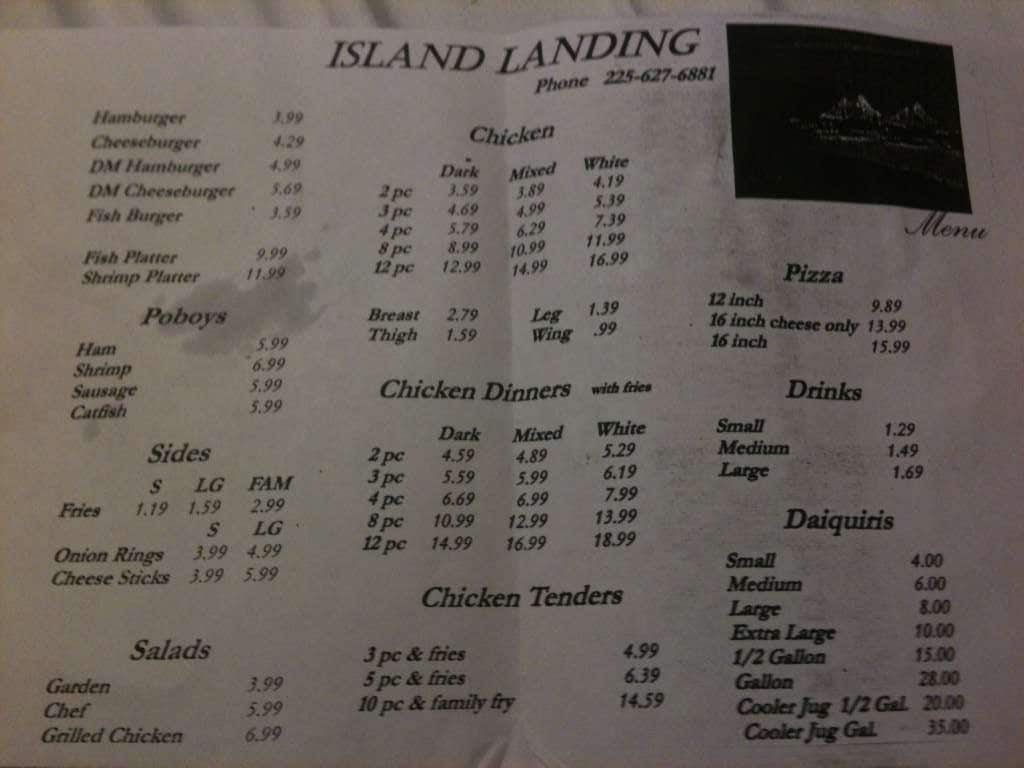 ISLAND LANDING
Phone 225-627-6881
Menu
Hamburger 3.99
Cheeseburger 4.29
DM Hamburger 4.99
DM Cheeseburger 5.69
Fish Burger 3.59
Fish Platter 9.99
Shrimp Platter 11.99
Poboys
Ham 5.99
Shrimp 6.99
Sausage 5.99
Catfish 5.99
Sides
S LG FAM
Fries 1.19 1.59 2.99
S LG
Onion Rings 3.99 4.99
Cheese Sticks 3.99 5.99
Salads
Garden 3.99
Chef 5.99
Grilled Chicken 6.99
Chicken
Dark Mixed White
2 pc 3.59 3.89 4.19
3 pc 4.69 4.99 5.39
4 pc 5.79 6.29 7.39
8 pc 8.99 10.99 11.99
12 pc 12.99 14.99 16.99
Breast 2.79 Leg 1.39
Thigh 1.59 Wing .99
Chicken Dinners with fries
Dark Mixed White
2 pc 4.59 4.89 5.29
3 pc 5.59 5.99 6.19
4 pc 6.69 6.99 7.99
8 pc 10.99 12.99 13.99
12 pc 14.99 16.99 18.99
Chicken Tenders
3 pc & fries 4.99
5 pc & fries 6.39
10 pc & family fry 14.59
Pizza
12 inch 9.89
16 inch cheese only 13.99
16 inch 15.99
Drinks
Small 1.29
Medium 1.49
Large 1.69
Daiquiris
Small 4.00
Medium 6.00
Large 8.00
Extra Large 10.00
1/2 Gallon 15.00
Gallon 28.00
Cooler Jug 1/2 Gal. 20.00
Cooler Jug Gal. 35.00